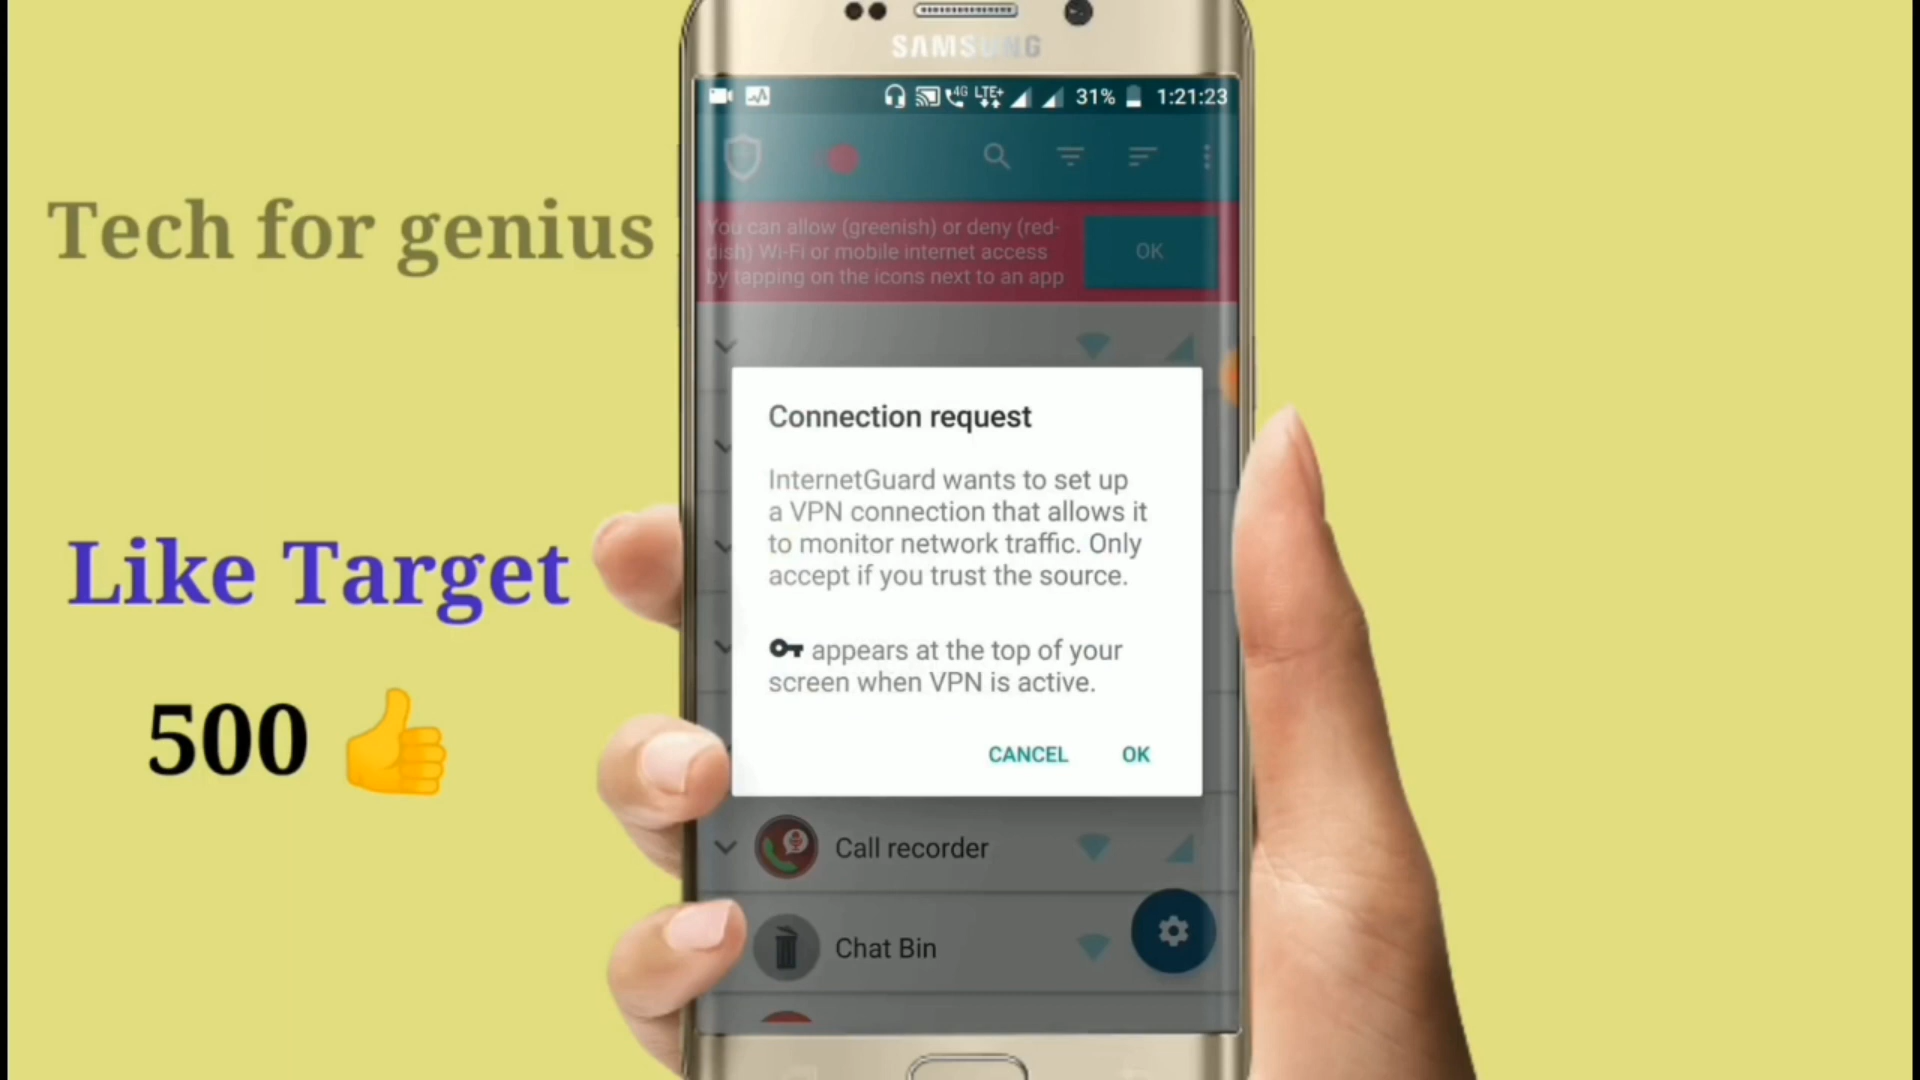 SAMSUNG
4G LTE+ 31% 1:21:23
Tech for genius
You can allow (greenish) or deny (red-
dish) Wi-Fi or mobile internet access
by tapping on the icons next to an app
OK
Connection request
InternetGuard wants to set up
a VPN connection that allows it
to monitor network traffic. Only
accept if you trust the source.
appears at the top of your
screen when VPN is active.
CANCEL OK
Like Target
500
Call recorder
Chat Bin